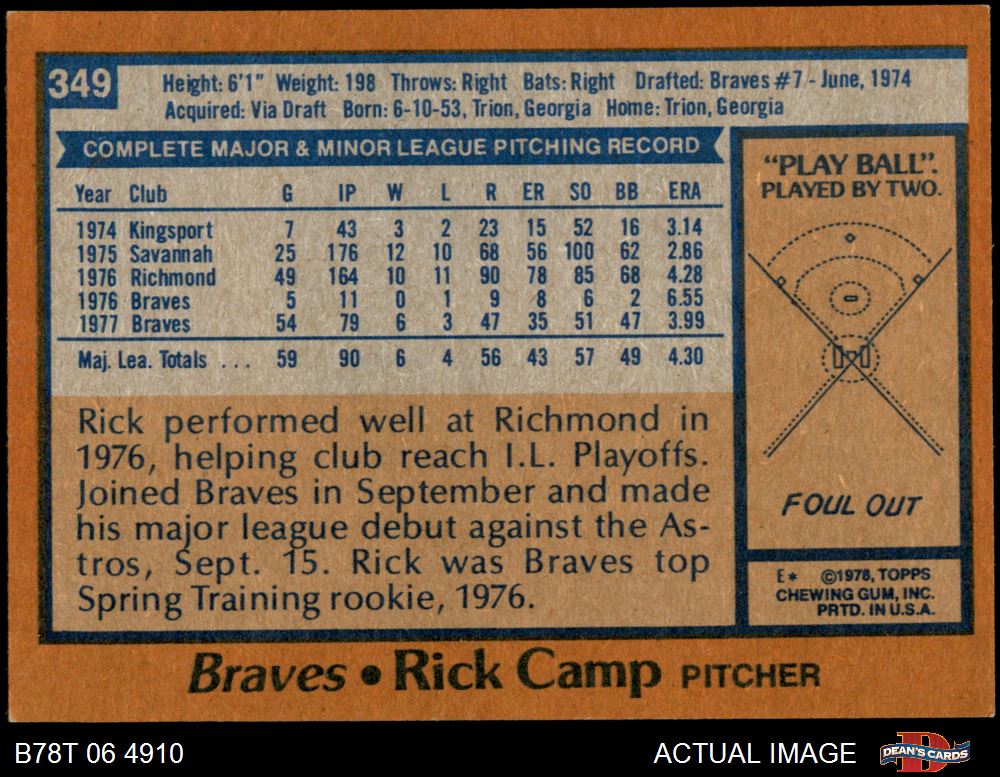 349
Height: 6'1" Weight: 198 Throws: Right Bats: Right Drafted: Braves #7 - June, 1974
Acquired: Via Draft Born: 6-10-53, Trion, Georgia Home: Trion, Georgia
COMPLETE MAJOR & MINOR LEAGUE PITCHING RECORD
Year Club G IP W L R ER SO BB ERA
1974 Kingsport 7 43 3 2 23 15 52 16 3.14
1975 Savannah 25 176 12 10 68 56 100 62 2.86
1976 Richmond 49 164 10 11 90 78 85 68 4.28
1976 Braves 5 11 0 1 9 8 6 2 6.55
1977 Braves 54 79 6 3 47 35 51 47 3.99
Maj. Lea. Totals ... 59 90 6 4 56 43 57 49 4.30
Rick performed well at Richmond in
1976, helping club reach I.L. Playoffs.
Joined Braves in September and made
his major league debut against the As-
tros, Sept. 15. Rick was Braves top
Spring Training rookie, 1976.
"PLAY BALL".
PLAYED BY TWO.
FOUL OUT
E* ©1978, TOPPS
CHEWING GUM, INC.
PRTD. IN U.S.A.
Braves • Rick Camp PITCHER
B78T 06 4910
ACTUAL IMAGE
DEAN'S CARDS